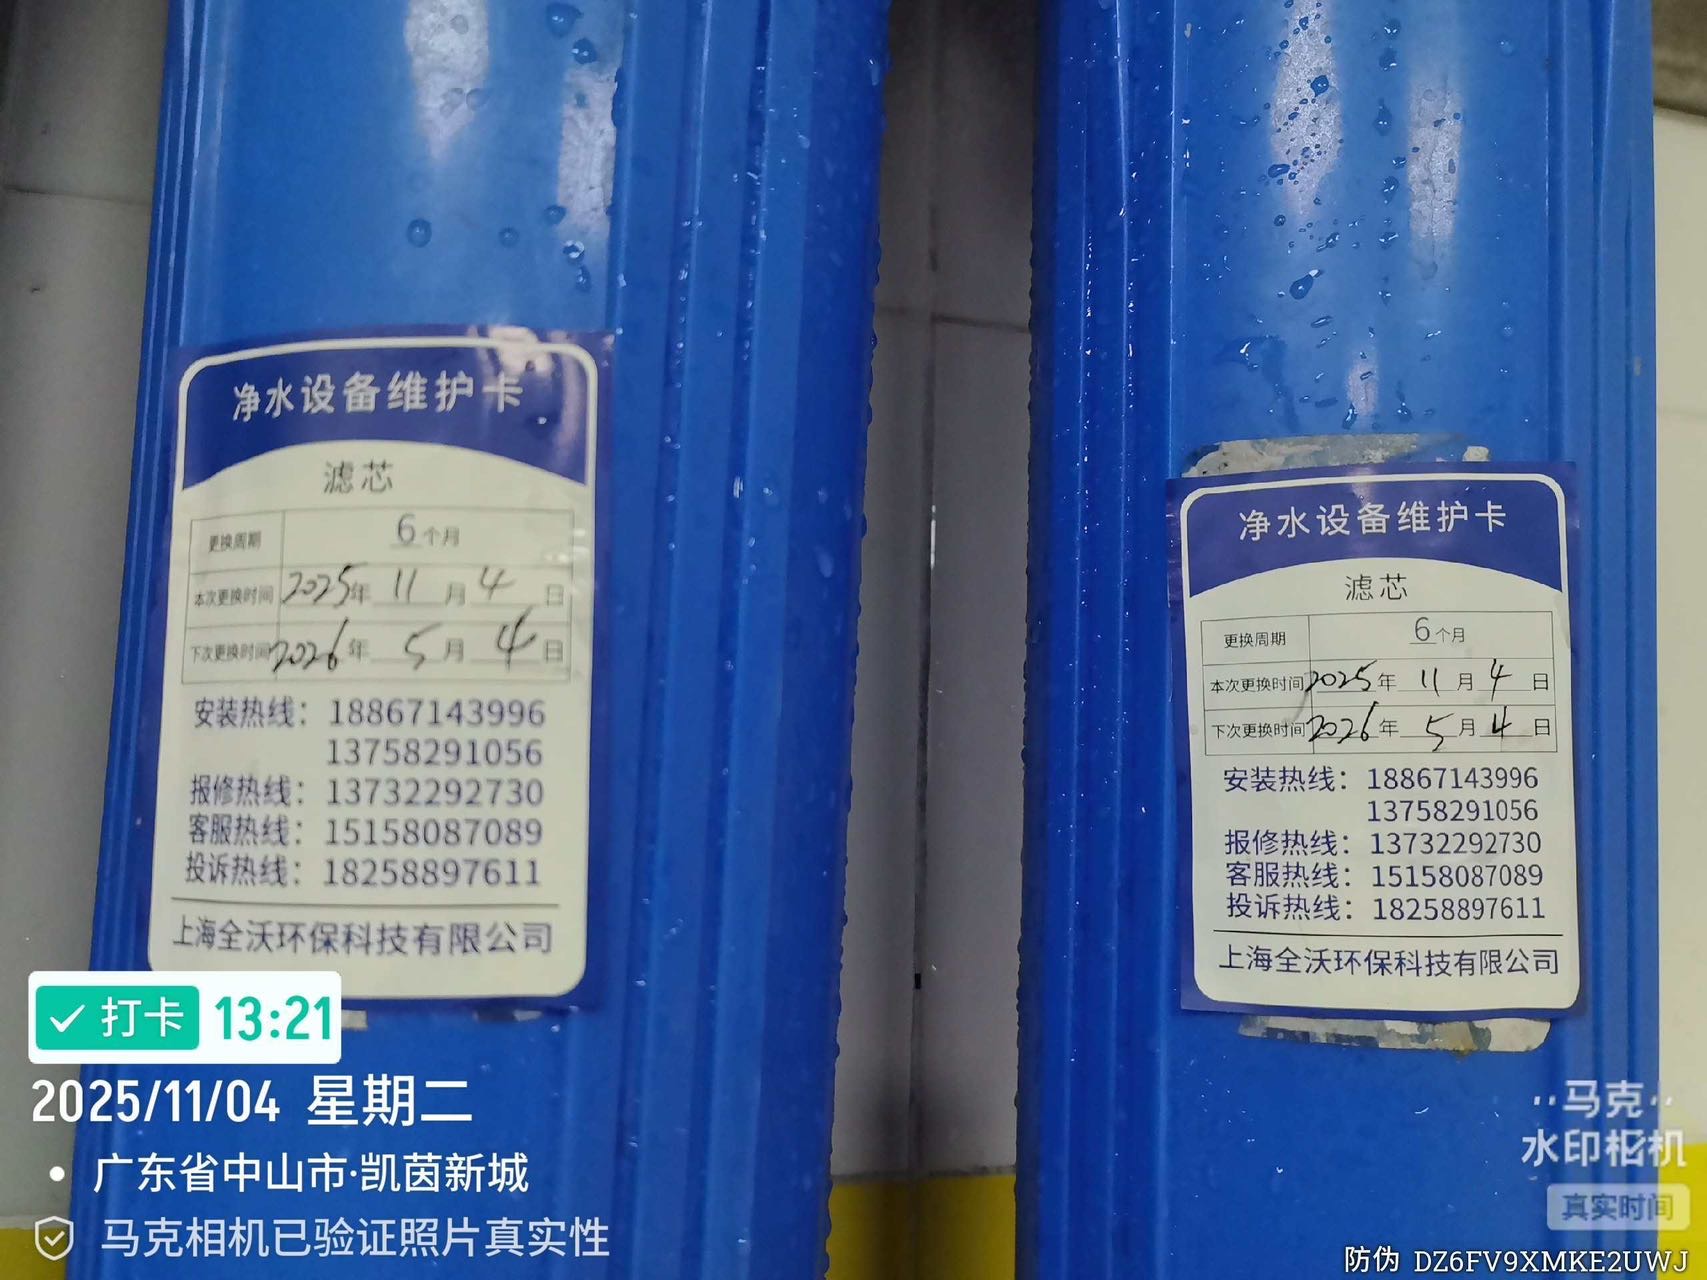 净水设备维护卡
滤芯
更换周期 6个月
本次更换时间 2025年 11月 4日
下次更换时间 2026年 5月 4日
安装热线：18867143996
13758291056
报修热线：13732292730
客服热线：15158087089
投诉热线：18258897611
上海全沃环保科技有限公司
净水设备维护卡
滤芯
更换周期 6个月
本次更换时间 2025年 11月 4日
下次更换时间 2026年 5月 4日
安装热线：18867143996
13758291056
报修热线：13732292730
客服热线：15158087089
投诉热线：18258897611
上海全沃环保科技有限公司
打卡 13:21
2025/11/04 星期二
广东省中山市·凯茵新城
马克相机已验证照片真实性
马克
水印相机
真实时间
防伪 DZ6FV9XMKE2UWJ